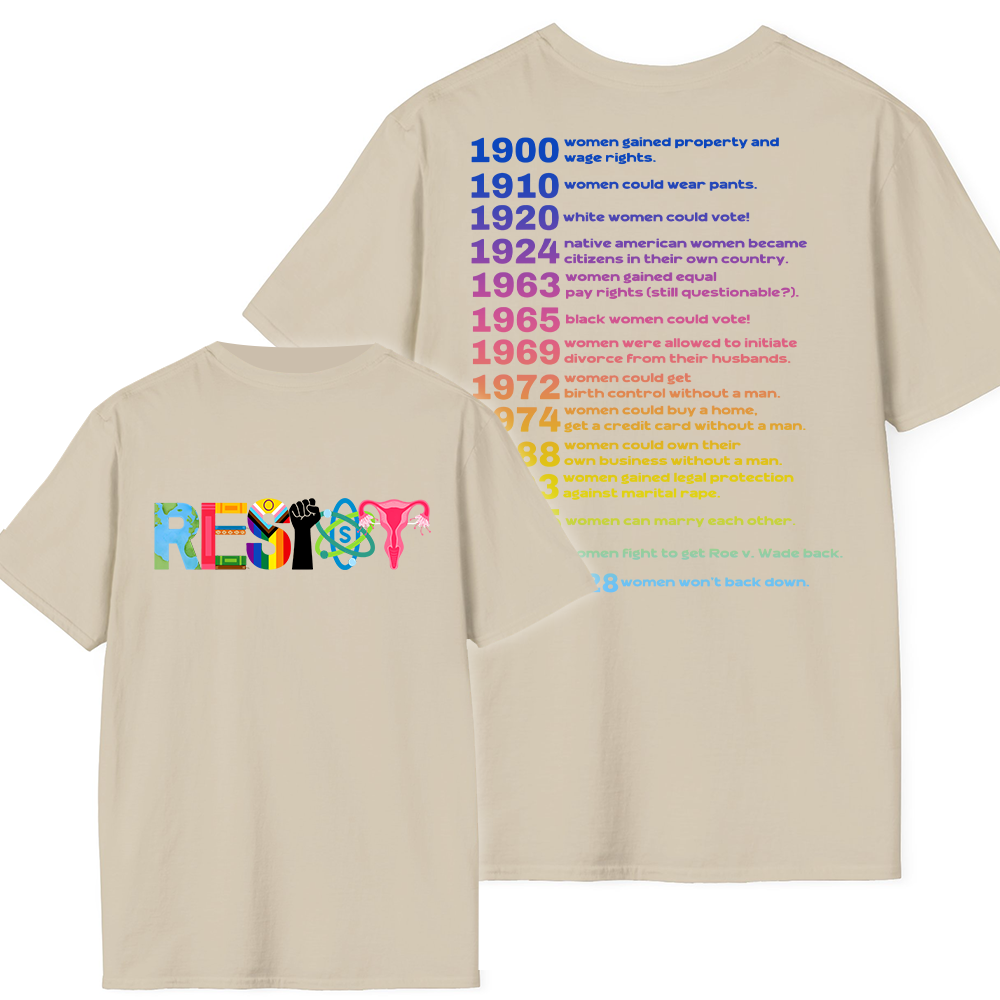 1900 women gained property and
wage rights.
1910 women could wear pants.
1920 white women could vote!
1924 native american women became
citizens in their own country.
1963 women gained equal
pay rights (still questionable?).
1965 black women could vote!
1969 women were allowed to initiate
divorce from their husbands.
1972 women could get
birth control without a man.
974 women could buy a home,
get a credit card without a man.
88 women could own their
own business without a man.
3 women gained legal protection
against marital rape.
women can marry each other.
omen fight to get Roe v. Wade back.
28 women won't back down.
RESIST